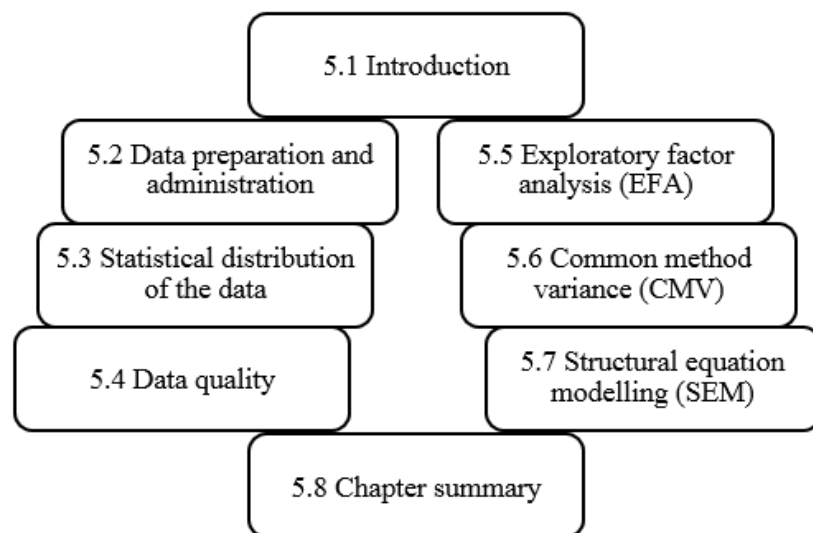 5.1 Introduction
5.2 Data preparation and
administration
5.3 Statistical distribution
of the data
5.4 Data quality
5.5 Exploratory factor
analysis (EFA)
5.6 Common method
variance (CMV)
5.7 Structural equation
modelling (SEM)
5.8 Chapter summary